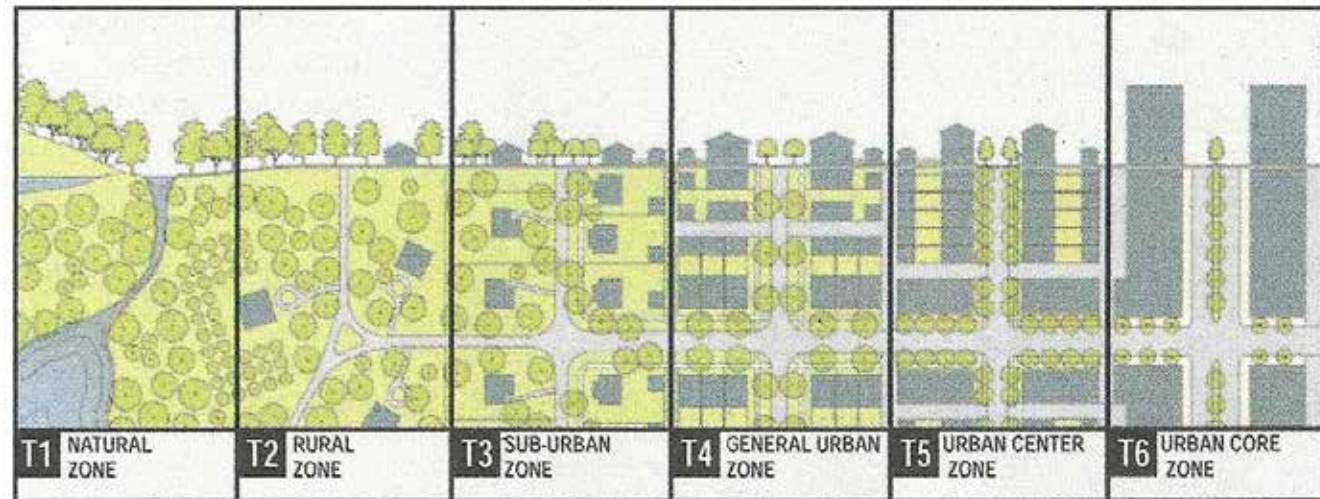 T1 NATURAL
ZONE
T2 RURAL
ZONE
T3 SUB-URBAN
ZONE
T4 GENERAL URBAN
ZONE
T5 URBAN CENTER
ZONE
T6 URBAN CORE
ZONE